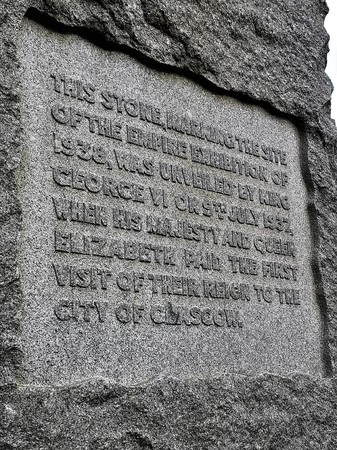 THIS STONE, MARKING THE SITE
OF THE EMPIRE EXHIBITION OF
1938, WAS UNVEILED BY KING
GEORGE VI ON 9TH JULY 1937,
WHEN HIS MAJESTY AND QUEEN
ELIZABETH PAID THE FIRST
VISIT OF THEIR REIGN TO THE
CITY OF GLASGOW.